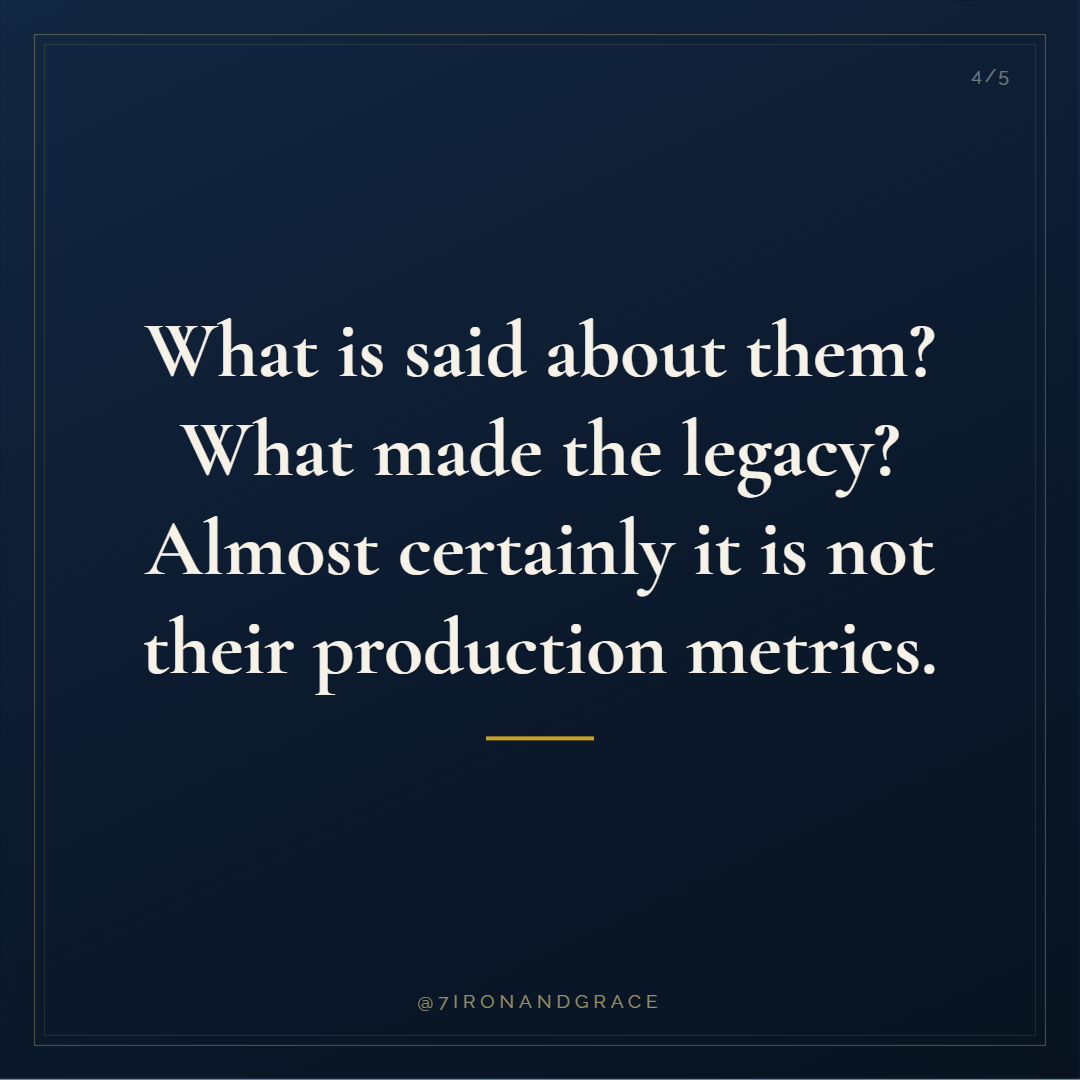 4/5
What is said about them?
What made the legacy?
Almost certainly it is not
their production metrics.
@7IRONANDGRACE